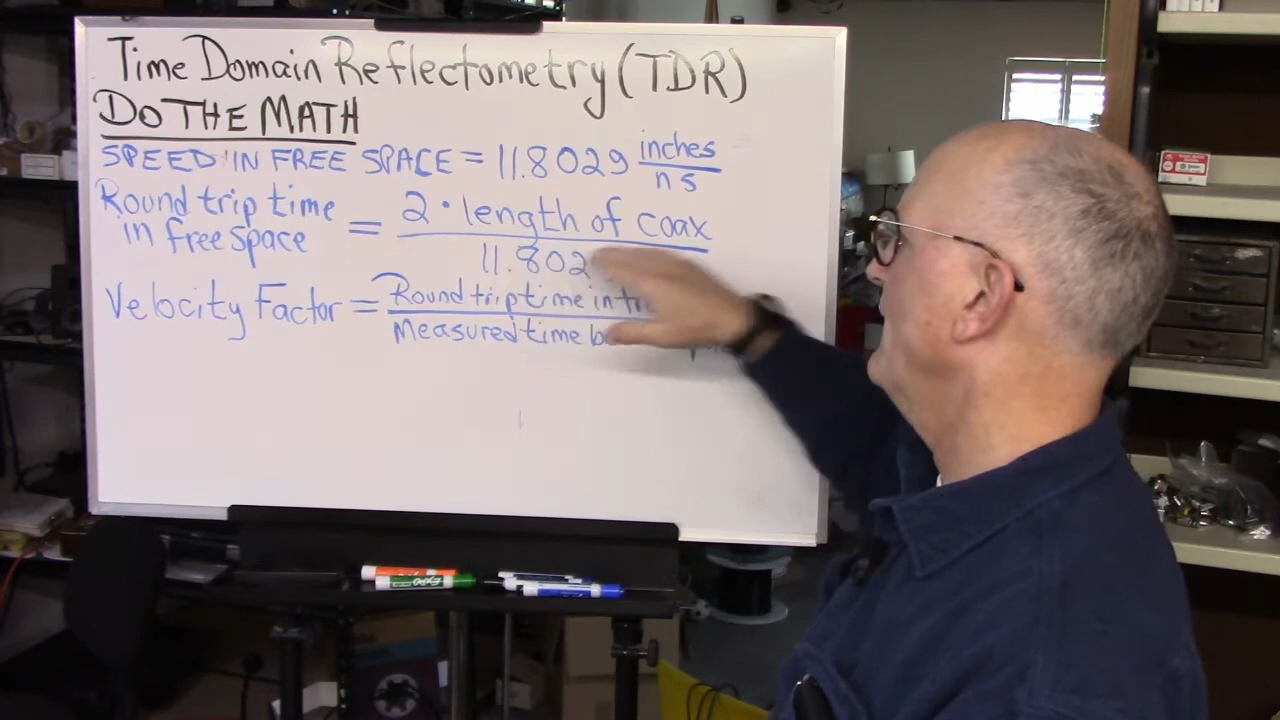 Time Domain Reflectometry (TDR)
DO THE MATH
SPEED IN FREE SPACE = 11.8029 inches
ns
Round trip time
in free space
= 2 · length of coax
11.802
Velocity Factor = Round trip time in
Measured time
EXPO